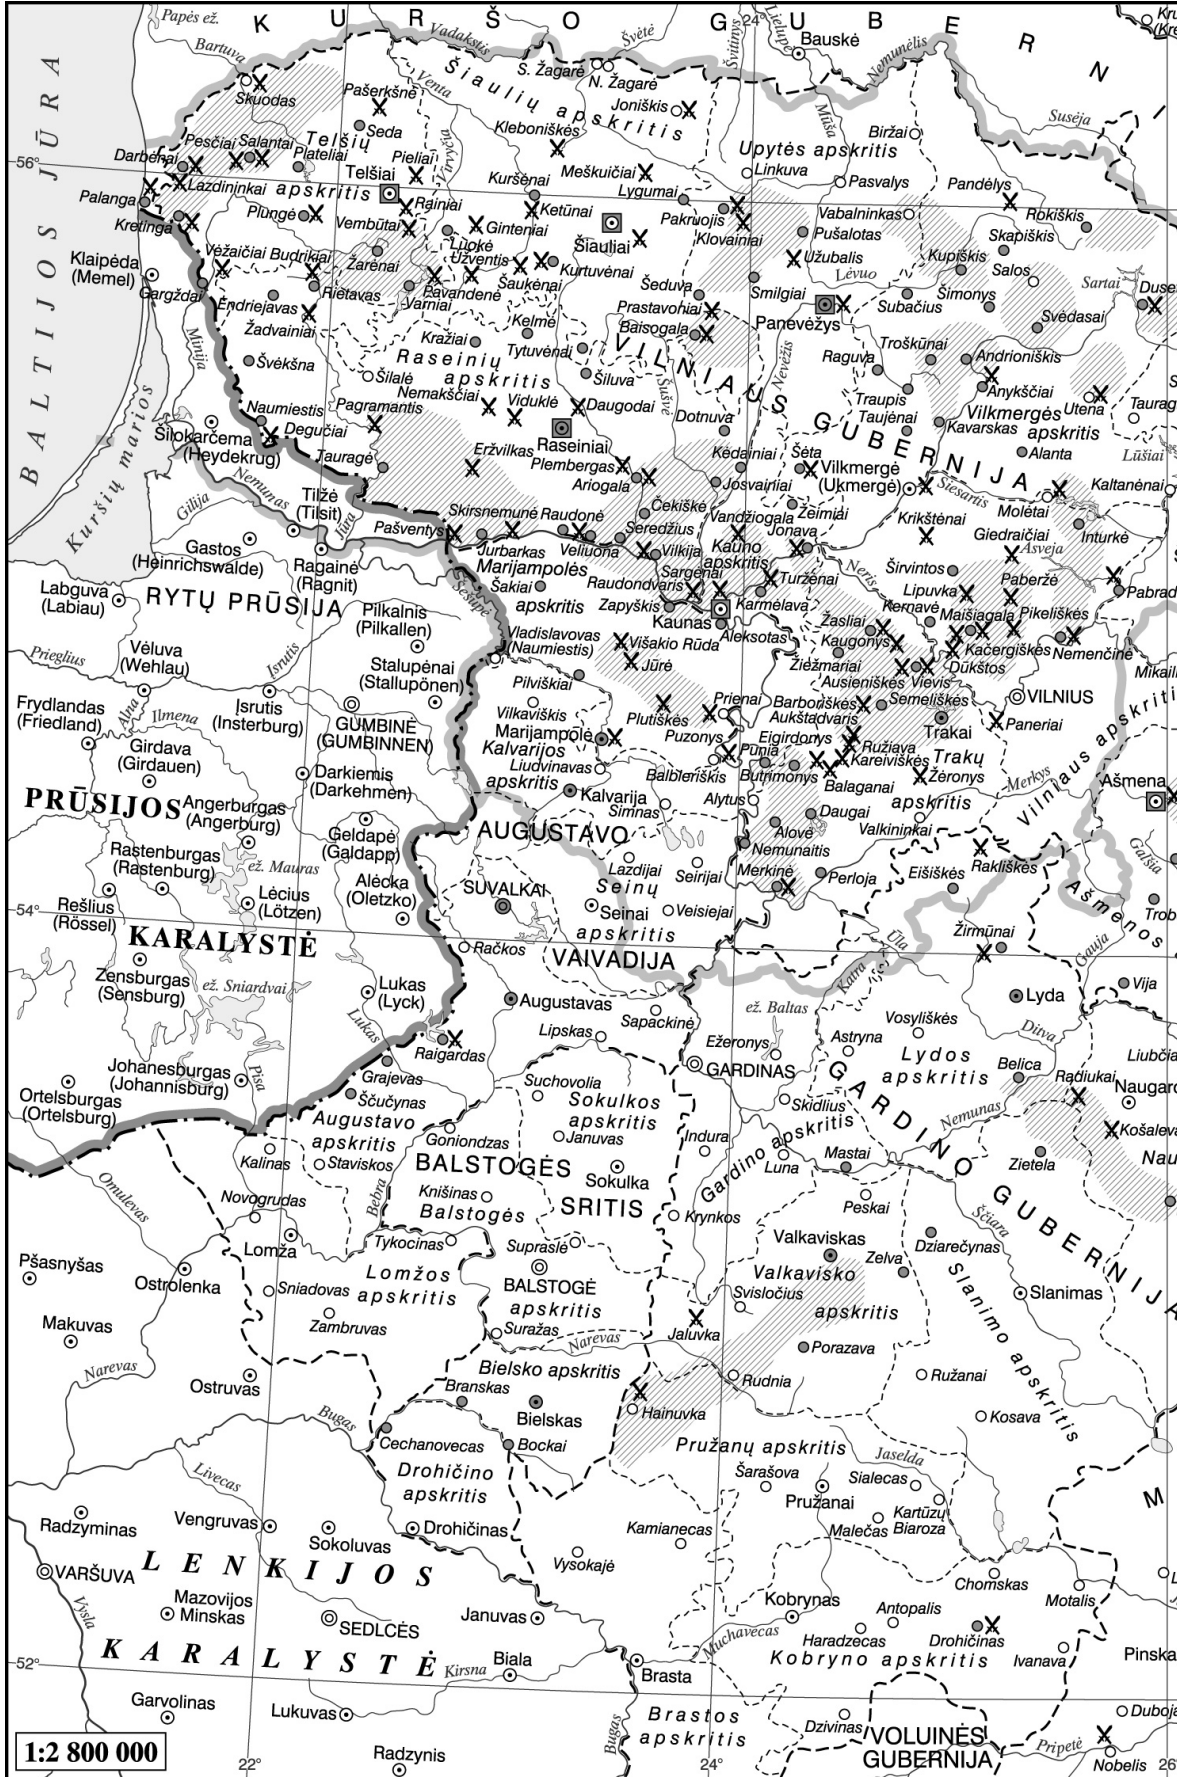 Papės ež.
K U R Š O G U B E R N I
Bartuva
Vadakstis
Švėtė
Švitinys
24°
Lielupė
Bauskė
Nemunėlis
Š. Žagarė
N. Žagarė
Skuodas
Pašerkšnė
Venta
Šiaulių apskritis
Joniškis
Mūša
Susėja
Biržai
Seda
Kleboniškės
Virvyčia
Upytės apskritis
56°
Darbėnai
Pesčiai
Salantai
Plateliai
Telšių apskritis
Telšiai
Pieliai
Kuršėnai
Meškuičiai
Lygumai
Linkuva
Pasvalys
Pandėlys
BALTIJOS JŪRA
Palanga
Lazdininkai
Kretinga
Plungė
Rainiai
Vembūtai
Ketūnai
Ginteniai
Luokė
Šiauliai
Pakruojis
Klovainiai
Vabalninkas
Pušalotas
Rokiškis
Skapiškis
Kupiškis
Vėžaičiai
Budrikiai
Žarėnai
Užventis
Šaukėnai
Kurtuvėnai
Užubalis
Lėvuo
Salos
Sartai
Klaipėda
(Memel)
Gargždai
Endriejavas
Rietavas
Varniai
Pavandenė
Šeduva
Smilgiai
Subačius
Šimonys
Žadvainiai
Kelmė
Prastavoniai
Baisogala
Panevėžys
Svėdasai
Minija
Švėkšna
Kražiai
Tytuvėnai
VILNIAUS GUBERNIJA
Raguva
Troškūnai
Andrioniškis
Raseinių apskritis
Šilalė
Šiluva
Šušvė
Nevėžis
Anykščiai
Utena
Kuršių marios
Naumiestis
Pagramantis
Nemakščiai
Viduklė
Daugodai
Dotnuva
Traupis
Taujėnai
Vilkmergės apskritis
Kavarskas
Šilokarčema
(Heydekrug)
Degučiai
Raseiniai
Alanta
Lūšiai
Tauragė
Eržvilkas
Plembergas
Ariogala
Kėdainiai
Šėta
Vilkmergė
(Ukmergė)
Siesartis
Kaltanėnai
Gilija
Nemunas
Tilžė
(Tilsit)
Jūra
Josvainiai
Žeimiai
Molėtai
Pašventys
Skirsnemunė
Raudonė
Čekiškė
Seredžius
Vandžiogala
Jonava
Krikštėnai
Giedraičiai
Inturkė
Gastos
(Heinrichswalde)
Ragainė
(Ragnit)
Jurbarkas
Veliuona
Vilkija
Kauno apskritis
Asveja
Marijampolės apskritis
Šakiai
Sargėnai
Raudondvaris
Turžėnai
Neris
Širvintos
Lipuvka
Paberžė
Labguva
(Labiau)
RYTŲ PRŪSIJA
Pilkalnis
(Pilkallen)
Šešupė
Zapyškis
Karmėlava
Kaunas
Aleksotas
Kernavė
Maišiagala
Pikeliškės
Žasliai
Kaugonys
Vėluva
(Wehlau)
Stalupėnai
(Stallupönen)
Vladislavovas
(Naumiestis)
Višakio Rūda
Jūrė
Žiežmariai
Kačergiškės
Nemenčinė
Dūkštos
Prieglius
Isrutis
Pilviškiai
Ausieniškės
Vievis
Frydlandas
(Friedland)
Alna
Ilmena
Įsrutis
(Insterburg)
GUMBINĖ
(GUMBINNEN)
Vilkaviškis
Marijampolė
Plutiškės
Prienai
Barboriškės
Semeliškės
VILNIUS
Aukštadvaris
Girdava
(Girdauen)
Darkiemis
(Darkehmen)
Kalvarijos apskritis
Liudvinavas
Puzonys
Balbieriškis
Punia
Eigirdonys
Ružiava
Trakai
Paneriai
Vilniaus apskritis
Butrimonys
Kareiviškės
Trakų apskritis
PRŪSIJOS KARALYSTĖ
Angerburgas
(Angerburg)
Geldapė
(Galdapp)
Kalvarija
Simnas
Alytus
Balaganai
Žėronys
Merkys
Ašmena
AUGUSTAVO VAIVADIJA
Daugai
Valkininkai
Rastenburgas
(Rastenburg)
ež. Mauras
Alėcka
(Oletzko)
Lazdijai
Seirijai
Alovė
Nemunaitis
Eišiškės
Rakliškės
Galšia
Rešlius
(Rössel)
Lėcius
(Lötzen)
SUVALKAI
Seinų apskritis
Seinai
Merkinė
Perloja
Ašmenos
54°
Veisiejai
Račkos
Žirmūnai
Gauja
Zensburgas
(Sensburg)
ež. Sniardvai
Lukas
(Lyck)
Augustavas
Sapackinė
Katra
Ūla
Lyda
Vija
Lukas
Lipskas
ež. Baltas
Ežeronys
Astryna
Vosyliškės
Ditva
Raigardas
GARDINAS
Lydos apskritis
Belica
Radiukai
Johanesburgas
(Johannisburg)
Pisa
Grajevas
Suchovolia
Sokulkos apskritis
GARDINO GUBERNIJA
Ortelsburgas
(Ortelsburg)
Ščučynas
Augustavo apskritis
Goniondzas
Januvas
Indura
Skidlius
Nemunas
Gardino apskritis
Kalinas
Staviskos
BALSTOGĖS SRITIS
Sokulka
Luna
Mastai
Zietela
Omulevas
Novogrudas
Bebra
Knišinas
Balstogės apskritis
Krynkos
Peskai
Ščiara
Lomža
Tykocinas
Supraslė
Valkaviskas
Dziarečynas
Pšasnyšas
Ostrolenka
Lomžos apskritis
BALSTOGĖ
Valkavisko apskritis
Zelva
Slanimo apskritis
Sniadovas
Svisločius
Slanimas
Makuvas
Zambruvas
Suražas
Narevas
Jaluvka
Narevas
Bielsko apskritis
Porazava
Ostruvas
Branskas
Bielskas
Rudnia
Ružanai
Hainuvka
Bugas
Cechanovecas
Bockai
Kosava
Drohičino apskritis
Pružanų apskritis
Jaselda
Livecas
Šarašova
Sialecas
Pružanai
Radzyminas
Vengruvas
Sokoluvas
Drohičinas
Kamianecas
Malečas
Kartūzų Biaroza
LENKIJOS KARALYSTĖ
Vysokajė
VARŠUVA
Chomskas
Motalis
Mazovijos
Minskas
Vysla
SEDLCĖS
Januvas
Kobrynas
Antopalis
Haradzecas
Drohičinas
Muchavecas
Ivanava
Kobryno apskritis
52°
Kirsna
Biala
Brasta
Garvolinas
Lukuvas
Brastos apskritis
Dzivinas
VOLUINĖS GUBERNIJA
Pripetė
Nobelis
Bugas
1:2 800 000
22°
Radzynis
24°